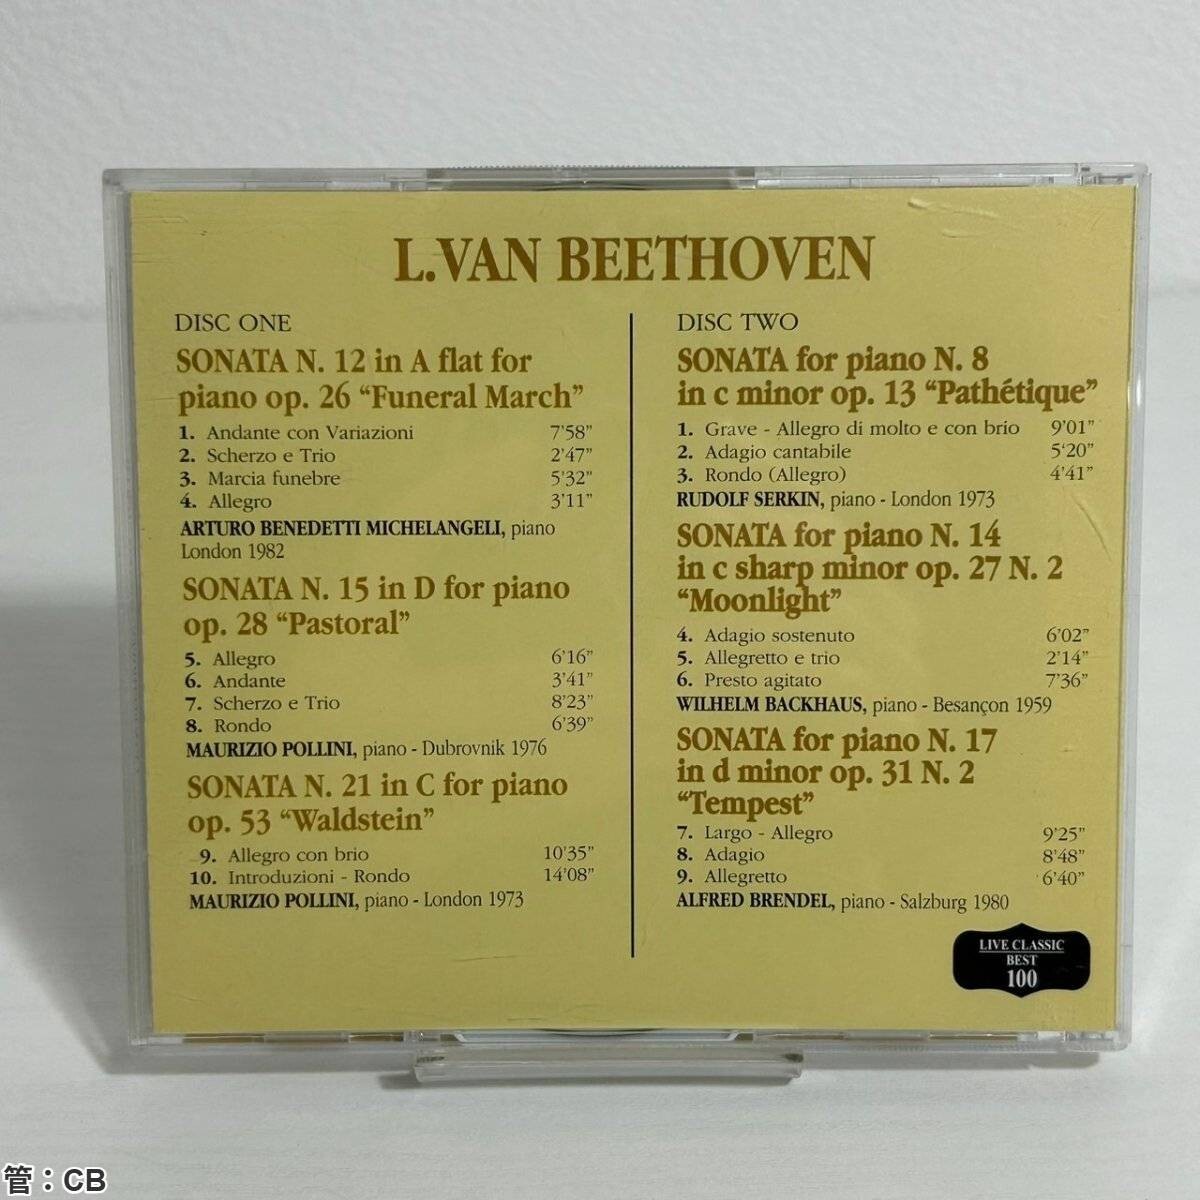 L.VAN BEETHOVEN
DISC ONE
SONATA N. 12 in A flat for
piano op. 26 “Funeral March”
1. Andante con Variazioni 7'58”
2. Scherzo e Trio 2'47”
3. Marcia funebre 5'32”
4. Allegro 3'11”
ARTURO BENEDETTI MICHELANGELI, piano
London 1982
SONATA N. 15 in D for piano
op. 28 “Pastoral”
5. Allegro 6'16”
6. Andante 3'41”
7. Scherzo e Trio 8'23”
8. Rondo 6'39”
MAURIZIO POLLINI, piano - Dubrovnik 1976
SONATA N. 21 in C for piano
op. 53 “Waldstein”
9. Allegro con brio 10'35”
10. Introduzioni - Rondo 14'08”
MAURIZIO POLLINI, piano - London 1973
DISC TWO
SONATA for piano N. 8
in c minor op. 13 “Pathétique”
1. Grave - Allegro di molto e con brio 9'01”
2. Adagio cantabile 5'20”
3. Rondo (Allegro) 4'41”
RUDOLF SERKIN, piano - London 1973
SONATA for piano N. 14
in c sharp minor op. 27 N. 2
“Moonlight”
4. Adagio sostenuto 6'02”
5. Allegretto e trio 2'14”
6. Presto agitato 7'36”
WILHELM BACKHAUS, piano - Besançon 1959
SONATA for piano N. 17
in d minor op. 31 N. 2
“Tempest”
7. Largo - Allegro 9'25”
8. Adagio 8'48”
9. Allegretto 6'40”
ALFRED BRENDEL, piano - Salzburg 1980
LIVE CLASSIC
BEST
100
管：CB